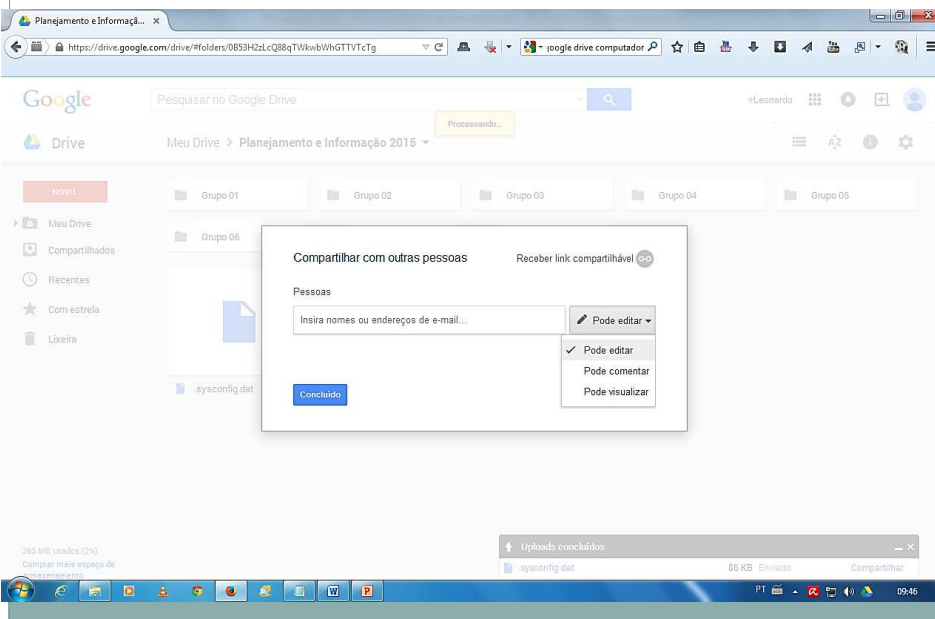 Planejamento e Informaçã... ×
https://drive.google.com/drive/#folders/0B53H2zLcQ88qTWkwbWhGTTVTcTg
oogle drive computador
Google
Pesquisar no Google Drive
+Leonardo
Processando...
Drive
Meu Drive > Planejamento e Informação 2015
AZ
NOVO
Grupo 01
Grupo 02
Grupo 03
Grupo 04
Grupo 05
Meu Drive
Grupo 06
Compartilhados
Recentes
Com estrela
Lixeira
.sysconfig.dat
Compartilhar com outras pessoas
Receber link compartilhável
Pessoas
Insira nomes ou endereços de e-mail...
Pode editar
Pode editar
Pode comentar
Pode visualizar
Concluído
263 MB usados (2%)
Comprar mais espaço de
armazenamento
Uploads concluídos
.sysconfig.dat
86 KB Enviado
Compartilhar
PT
09:46